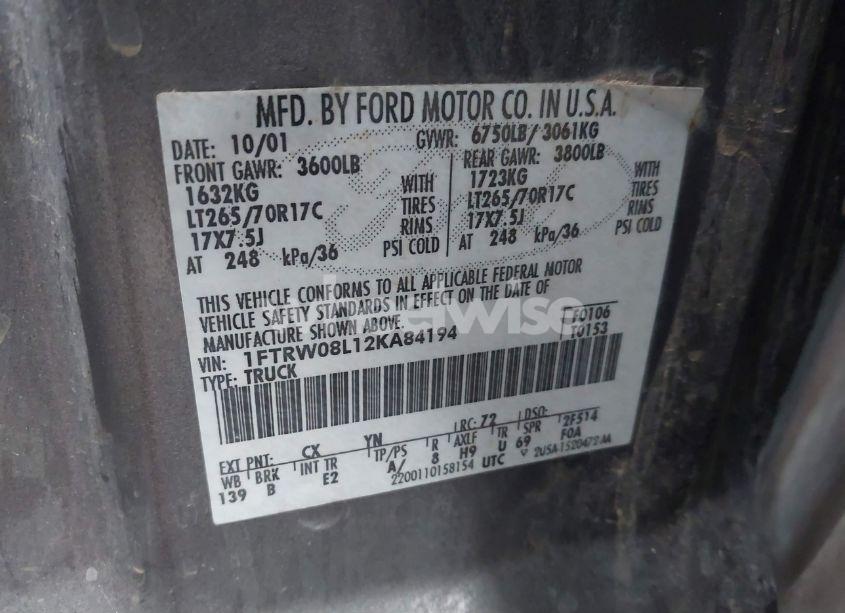 MFD. BY FORD MOTOR CO. IN U.S.A.
DATE: 10/01 GVWR: 6750LB / 3061KG
FRONT GAWR: 3600LB REAR GAWR: 3800LB
1632KG WITH 1723KG WITH
LT265/70R17C TIRES LT265/70R17C TIRES
17X7.5J RIMS 17X7.5J RIMS
AT 248 kPa/36 PSI COLD AT 248 kPa/36 PSI COLD
THIS VEHICLE CONFORMS TO ALL APPLICABLE FEDERAL MOTOR
VEHICLE SAFETY STANDARDS IN EFFECT ON THE DATE OF
MANUFACTURE SHOWN ABOVE.
VIN: 1FTRW08L12KA84194 F0106
TYPE: TRUCK T0153
EXT PNT: CX YN RC: 72 DSO: 2F514
WB BRK INT TR TP/PS R AXLE TR SPR F0A
139 B E2 A/ 8 H9 U 69
2200110158154 UTC 2USA-1520472 AA